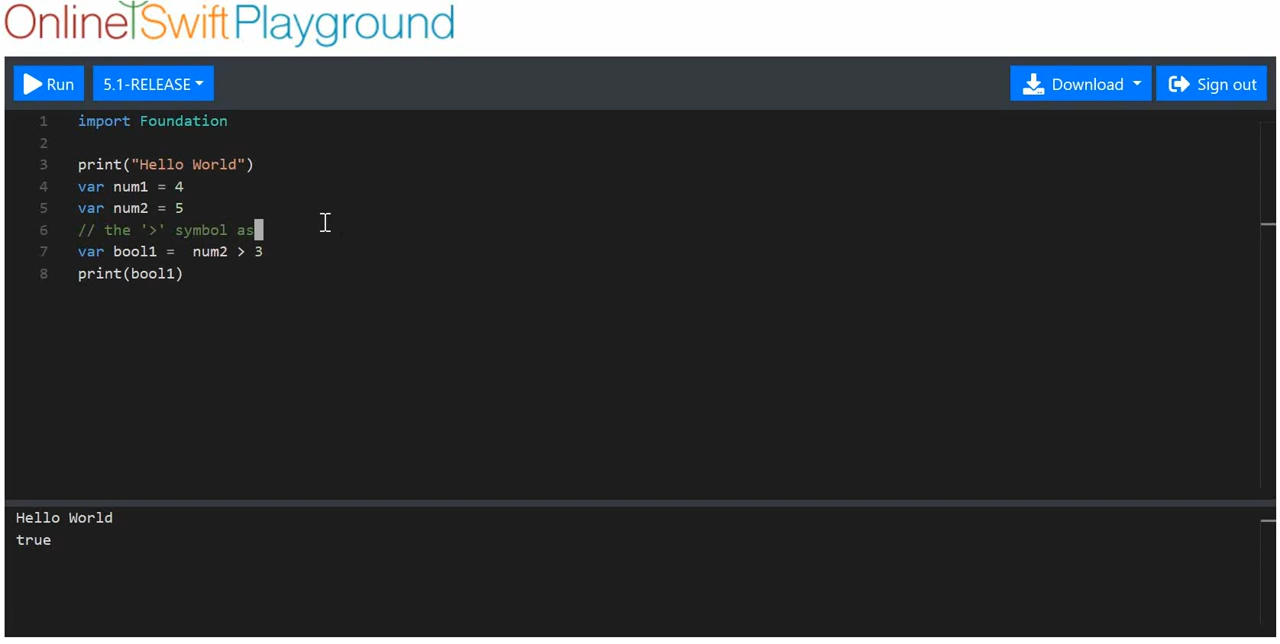 OnlineSwiftPlayground
Run 5.1-RELEASE Download Sign out
1 import Foundation
2
3 print("Hello World")
4 var num1 = 4
5 var num2 = 5
6 // the '>' symbol as
7 var bool1 =  num2 > 3
8 print(bool1)
Hello World
true